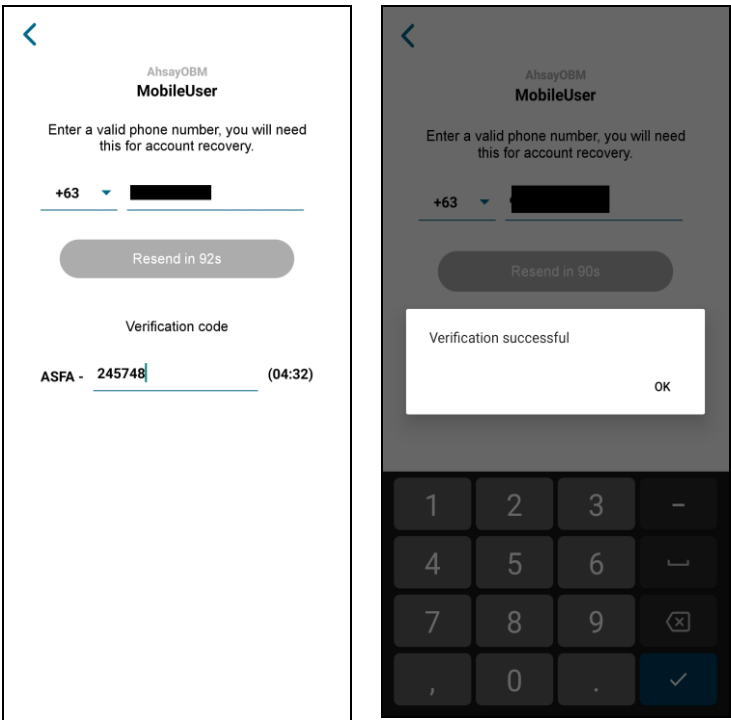 AhsayOBM
MobileUser
Enter a valid phone number, you will need
this for account recovery.
+63
Resend in 92s
Verification code
ASFA - 245748 (04:32)
AhsayOBM
MobileUser
Enter a valid phone number, you will need
this for account recovery.
+63
Resend in 90s
Verification successful
OK
1 2 3 -
4 5 6
7 8 9
, 0 .